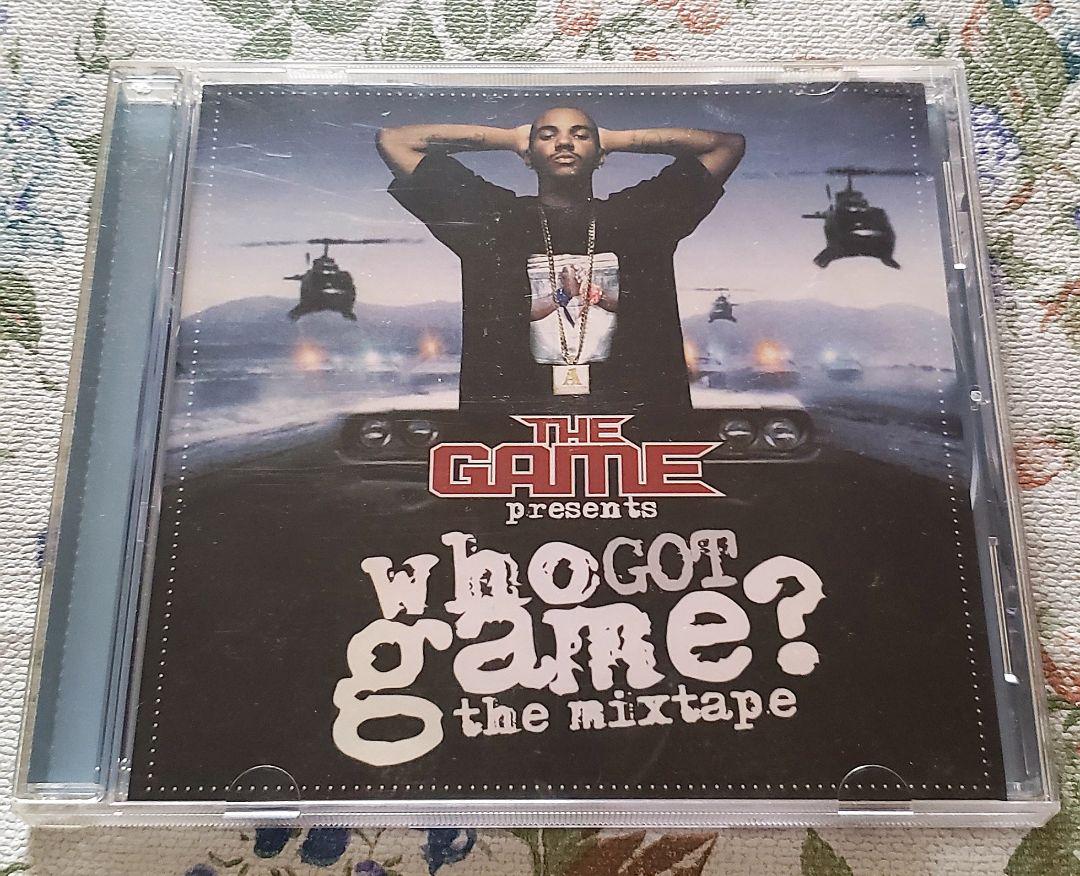 A
THE
GAME
presents
who GOT
game?
the mixtape